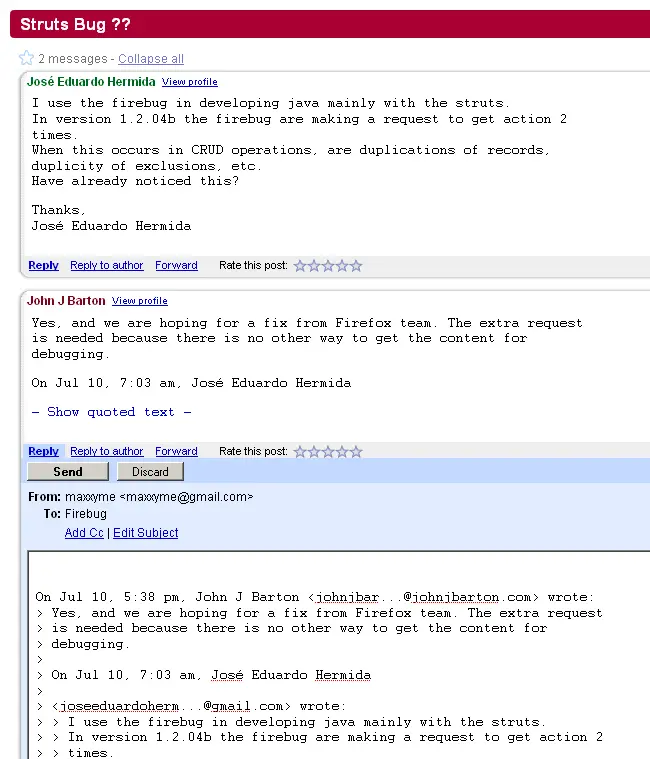 Struts Bug ??
2 messages - Collapse all
José Eduardo Hermida View profile
I use the firebug in developing java mainly with the struts.
In version 1.2.04b the firebug are making a request to get action 2
times.
When this occurs in CRUD operations, are duplications of records,
duplicity of exclusions, etc.
Have already noticed this?
Thanks,
José Eduardo Hermida
Reply Reply to author Forward Rate this post:
John J Barton View profile
Yes, and we are hoping for a fix from Firefox team. The extra request
is needed because there is no other way to get the content for
debugging.
On Jul 10, 7:03 am, José Eduardo Hermida
- Show quoted text -
Reply Reply to author Forward Rate this post:
Send Discard
From: maxxyme <maxxyme@gmail.com>
To: Firebug
Add Cc | Edit Subject
On Jul 10, 5:38 pm, John J Barton <johnjbar...@johnjbarton.com> wrote:
> Yes, and we are hoping for a fix from Firefox team. The extra request
> is needed because there is no other way to get the content for
> debugging.
>
> On Jul 10, 7:03 am, José Eduardo Hermida
>
> <joseeduardoherm...@gmail.com> wrote:
> > I use the firebug in developing java mainly with the struts.
> > In version 1.2.04b the firebug are making a request to get action 2
> > times.